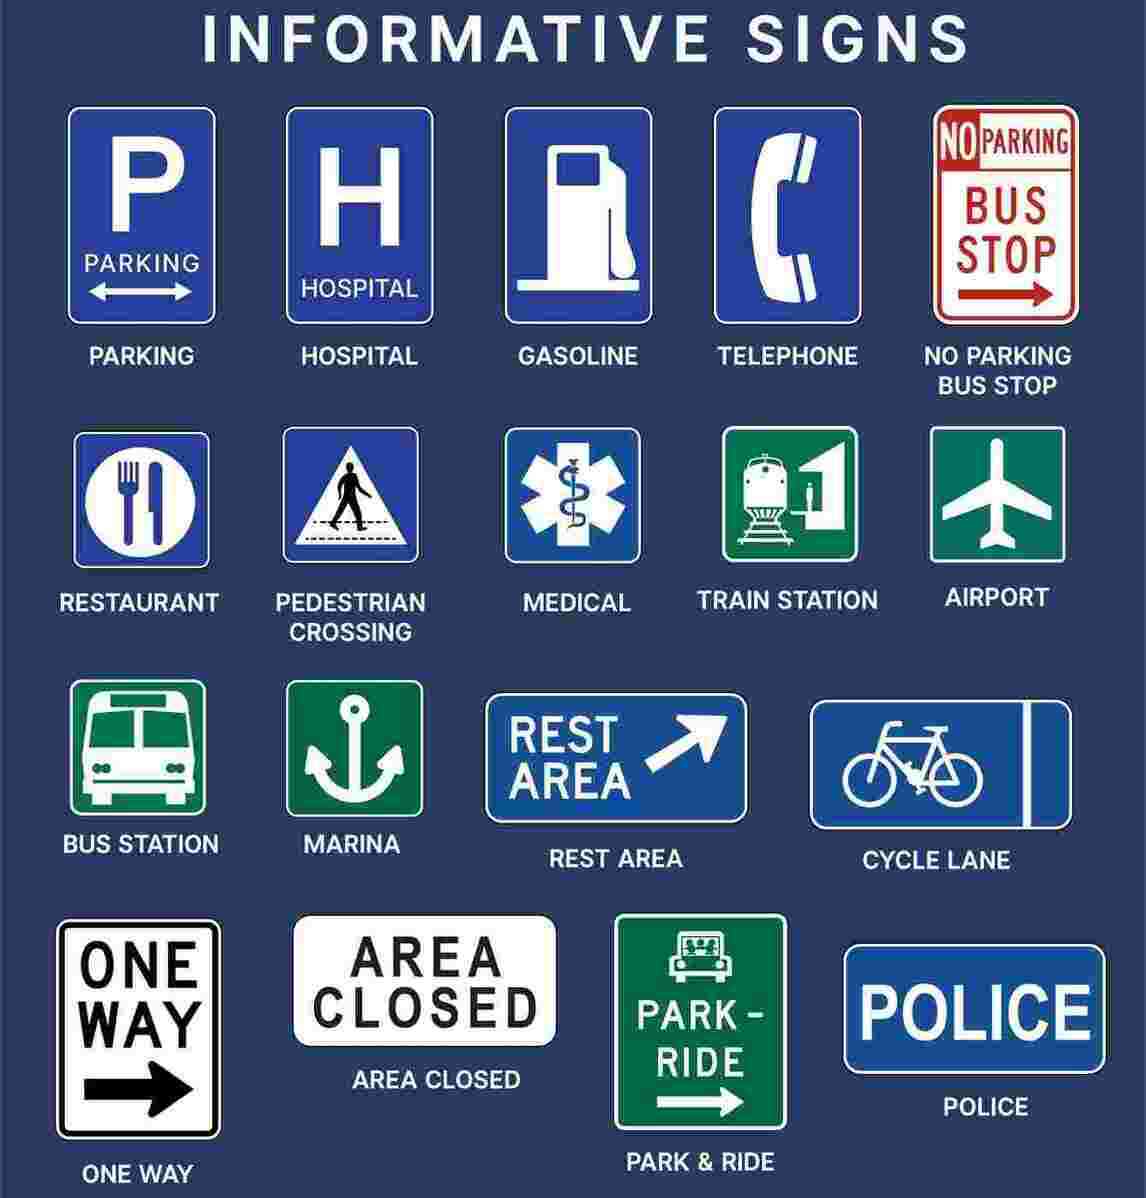 INFORMATIVE SIGNS
P
PARKING
PARKING
H
HOSPITAL
HOSPITAL
GASOLINE
TELEPHONE
NO PARKING
BUS
STOP
NO PARKING
BUS STOP
RESTAURANT
PEDESTRIAN
CROSSING
MEDICAL
TRAIN STATION
AIRPORT
BUS STATION
MARINA
REST
AREA
REST AREA
CYCLE LANE
ONE
WAY
ONE WAY
AREA
CLOSED
AREA CLOSED
PARK -
RIDE
PARK & RIDE
POLICE
POLICE